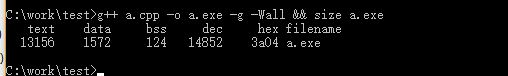 C:\work\test>g++ a.cpp -o a.exe -g -Wall && size a.exe
   text    data     bss     dec     hex filename
  13156    1572     124   14852    3a04 a.exe
C:\work\test>